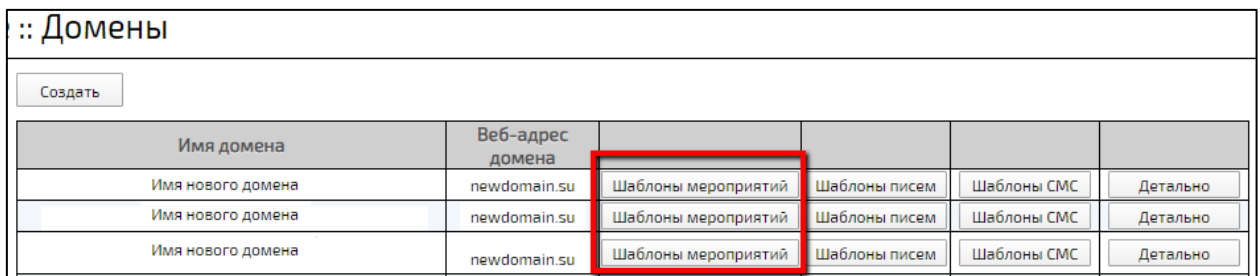 :: Домены
Создать
Имя домена Веб-адрес домена
Имя нового домена newdomain.su Шаблоны мероприятий Шаблоны писем Шаблоны СМС Детально
Имя нового домена newdomain.su Шаблоны мероприятий Шаблоны писем Шаблоны СМС Детально
Имя нового домена newdomain.su Шаблоны мероприятий Шаблоны писем Шаблоны СМС Детально